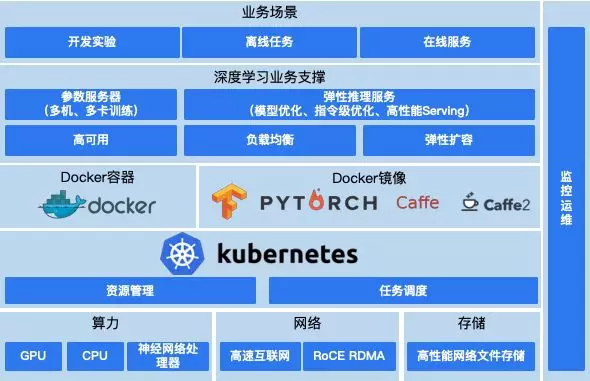 业务场景
开发实验
离线任务
在线服务
深度学习业务支撑
参数服务器
（多机、多卡训练）
弹性推理服务
（模型优化、指令级优化、高性能Serving）
高可用
负载均衡
弹性扩容
Docker容器
docker
Docker镜像
PYTORCH
Caffe
Caffe2
kubernetes
资源管理
任务调度
算力
GPU
CPU
神经网络处
理器
网络
高速互联网
RoCE RDMA
存储
高性能网络文件存储
监控运维